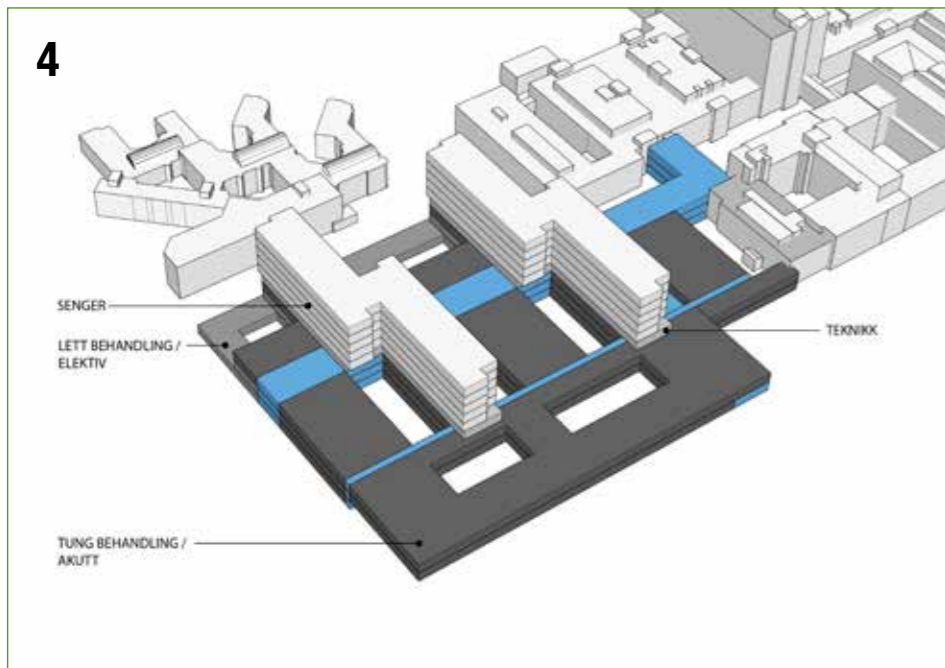 4
SENGER
LETT BEHANDLING /
ELEKTIV
TEKNIKK
TUNG BEHANDLING /
AKUTT